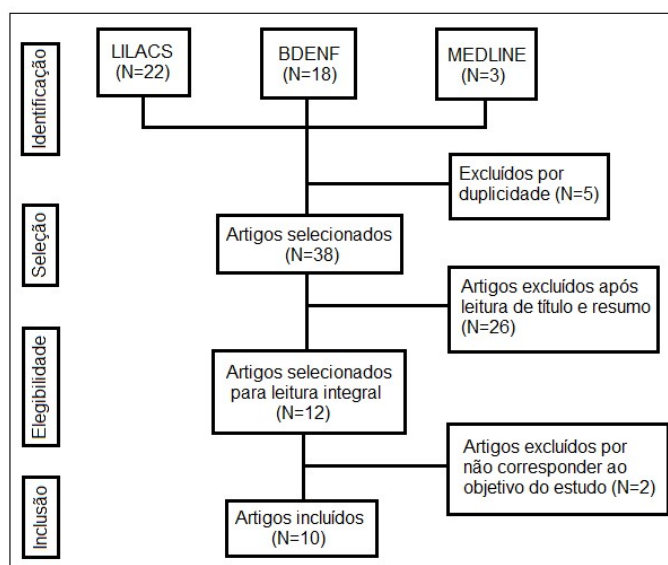 Identificação
LILACS
(N=22)
BDENF
(N=18)
MEDLINE
(N=3)
Excluídos por
duplicidade (N=5)
Seleção
Artigos selecionados
(N=38)
Artigos excluídos após
leitura de título e resumo
(N=26)
Elegibilidade
Artigos selecionados
para leitura integral
(N=12)
Artigos excluídos por
não corresponder ao
objetivo do estudo (N=2)
Inclusão
Artigos incluídos
(N=10)